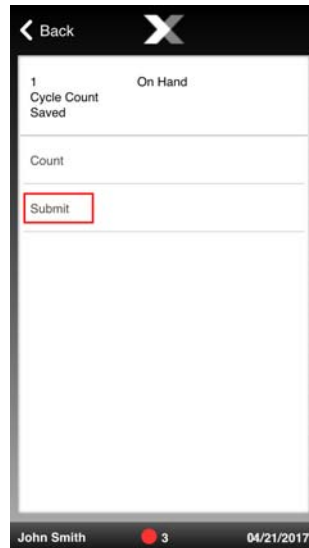 Back
1 On Hand
Cycle Count
Saved
Count
Submit
John Smith 3 04/21/2017